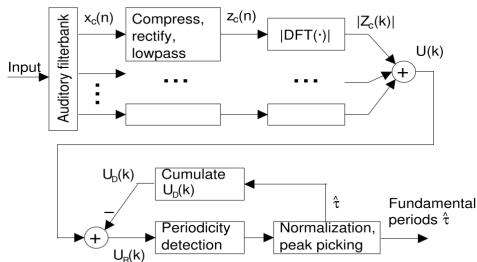 x_c(n)
Compress,
rectify,
lowpass
z_c(n)
|DFT(·)|
|Z_c(k)|
U(k)
Input
Auditory filterbank
+
U_D(k)
Cumulate
U_D(k)
−
τ̂
Fundamental
periods τ̂
+
U_R(k)
Periodicity
detection
Normalization,
peak picking